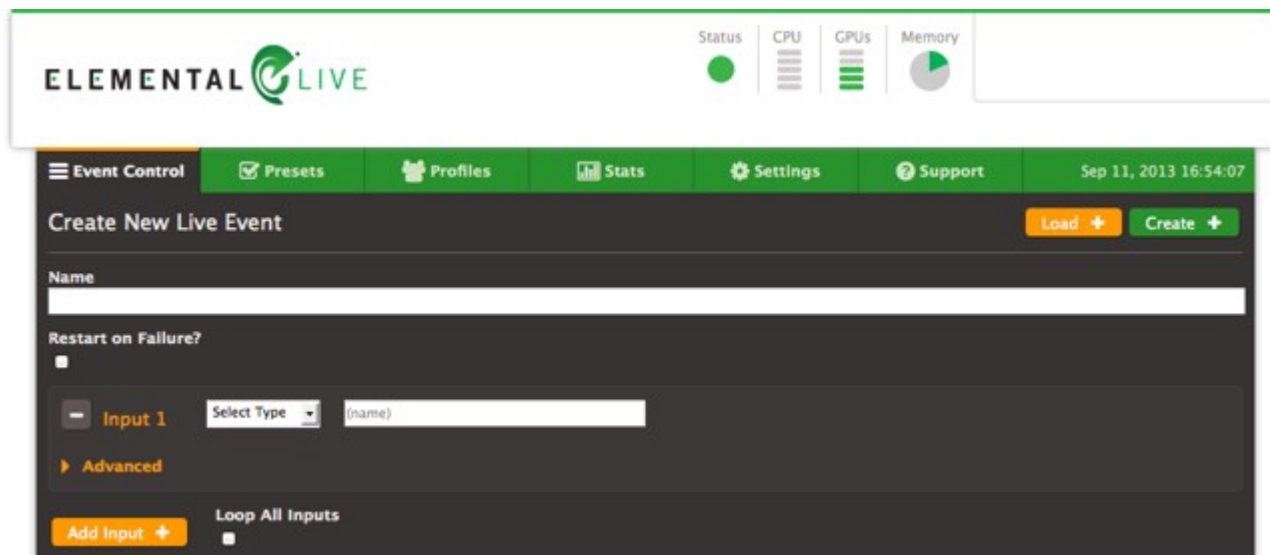 Status CPU GPUs Memory
ELEMENTAL LIVE
Event Control Presets Profiles Stats Settings Support Sep 11, 2013 16:54:07
Create New Live Event Load + Create +
Name
Restart on Failure?
Input 1 Select Type (name)
Advanced
Loop All Inputs
Add Input +